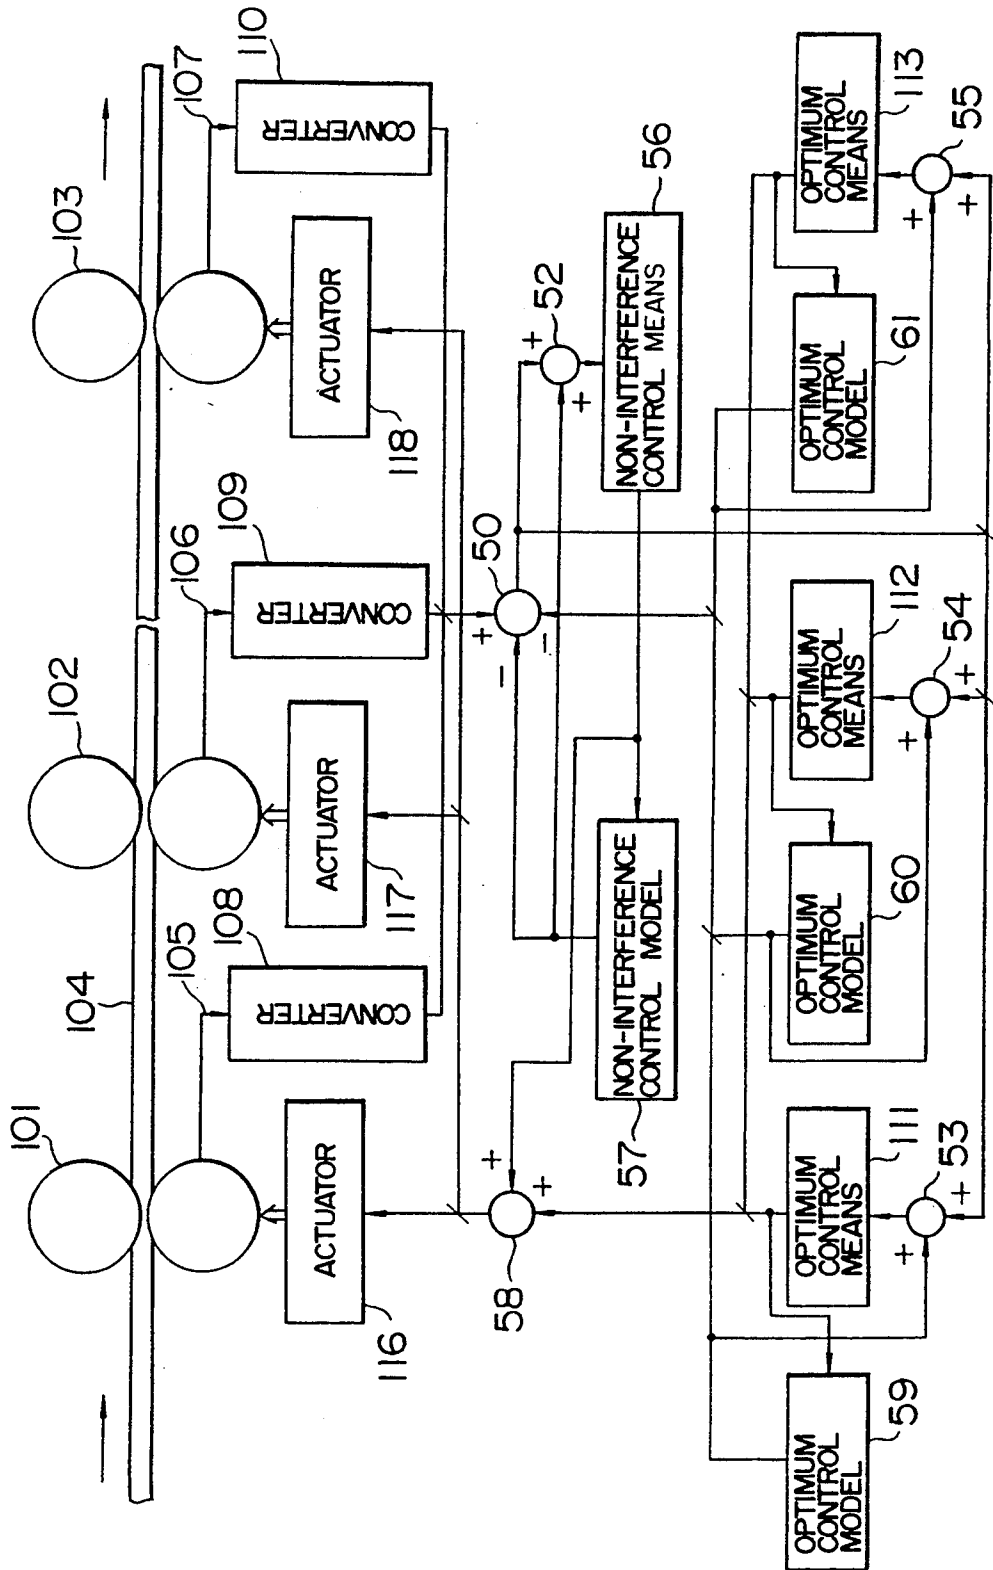 101
102
103
104
105
106
107
CONVERTER
108
CONVERTER
109
CONVERTER
110
ACTUATOR
116
ACTUATOR
117
ACTUATOR
118
+
+
58
+
-
-
50
+
+
52
NON-INTERFERENCE
CONTROL MODEL
57
NON-INTERFERENCE
CONTROL MEANS
56
OPTIMUM
CONTROL
MODEL
59
OPTIMUM
CONTROL
MEANS
111
+
+
53
OPTIMUM
CONTROL
MODEL
60
OPTIMUM
CONTROL
MEANS
112
+
+
54
OPTIMUM
CONTROL
MODEL
61
OPTIMUM
CONTROL
MEANS
113
+
+
55